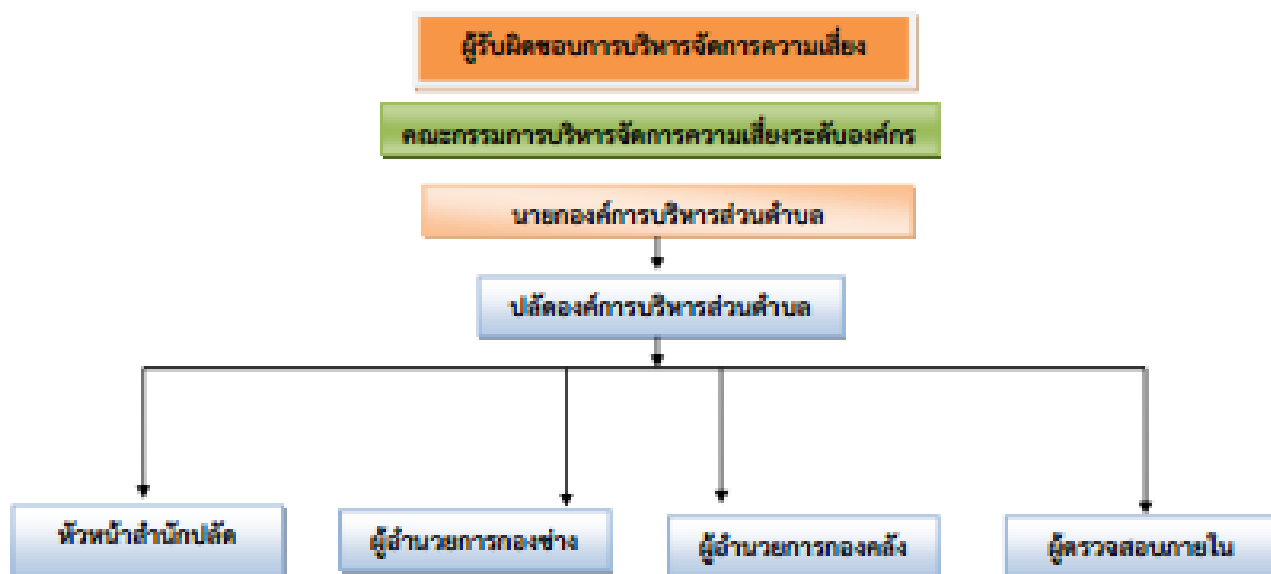 ผู้รับผิดชอบการบริหารจัดการความเสี่ยง
คณะกรรมการบริหารจัดการความเสี่ยงระดับองค์กร
นายกองค์การบริหารส่วนตำบล
ปลัดองค์การบริหารส่วนตำบล
หัวหน้าสำนักปลัด
ผู้อำนวยการกองช่าง
ผู้อำนวยการกองคลัง
ผู้ตรวจสอบภายใน